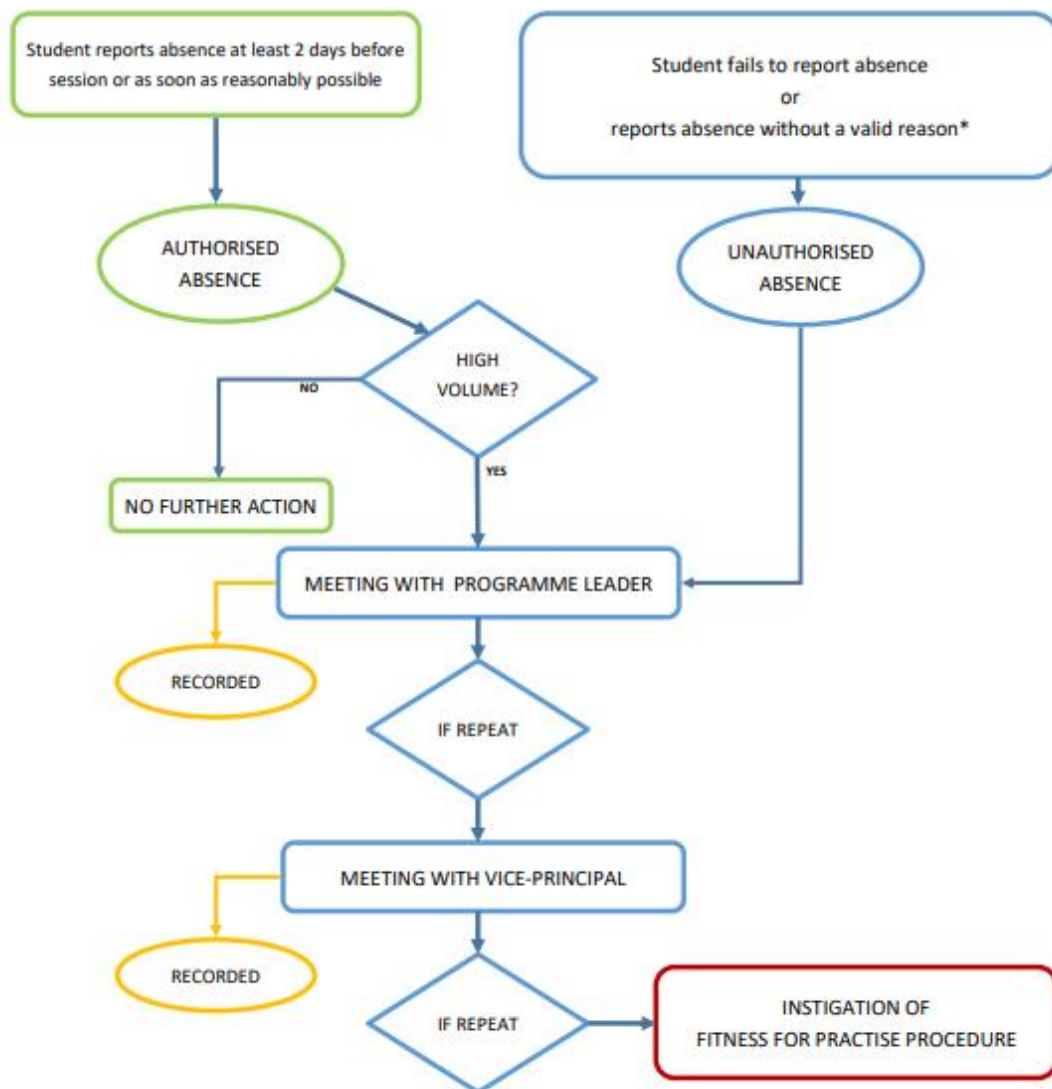 Student reports absence at least 2 days before
session or as soon as reasonably possible
Student fails to report absence
or
reports absence without a valid reason*
AUTHORISED
ABSENCE
UNAUTHORISED
ABSENCE
HIGH
VOLUME?
NO
YES
NO FURTHER ACTION
MEETING WITH PROGRAMME LEADER
RECORDED
IF REPEAT
MEETING WITH VICE-PRINCIPAL
RECORDED
IF REPEAT
INSTIGATION OF
FITNESS FOR PRACTISE PROCEDURE